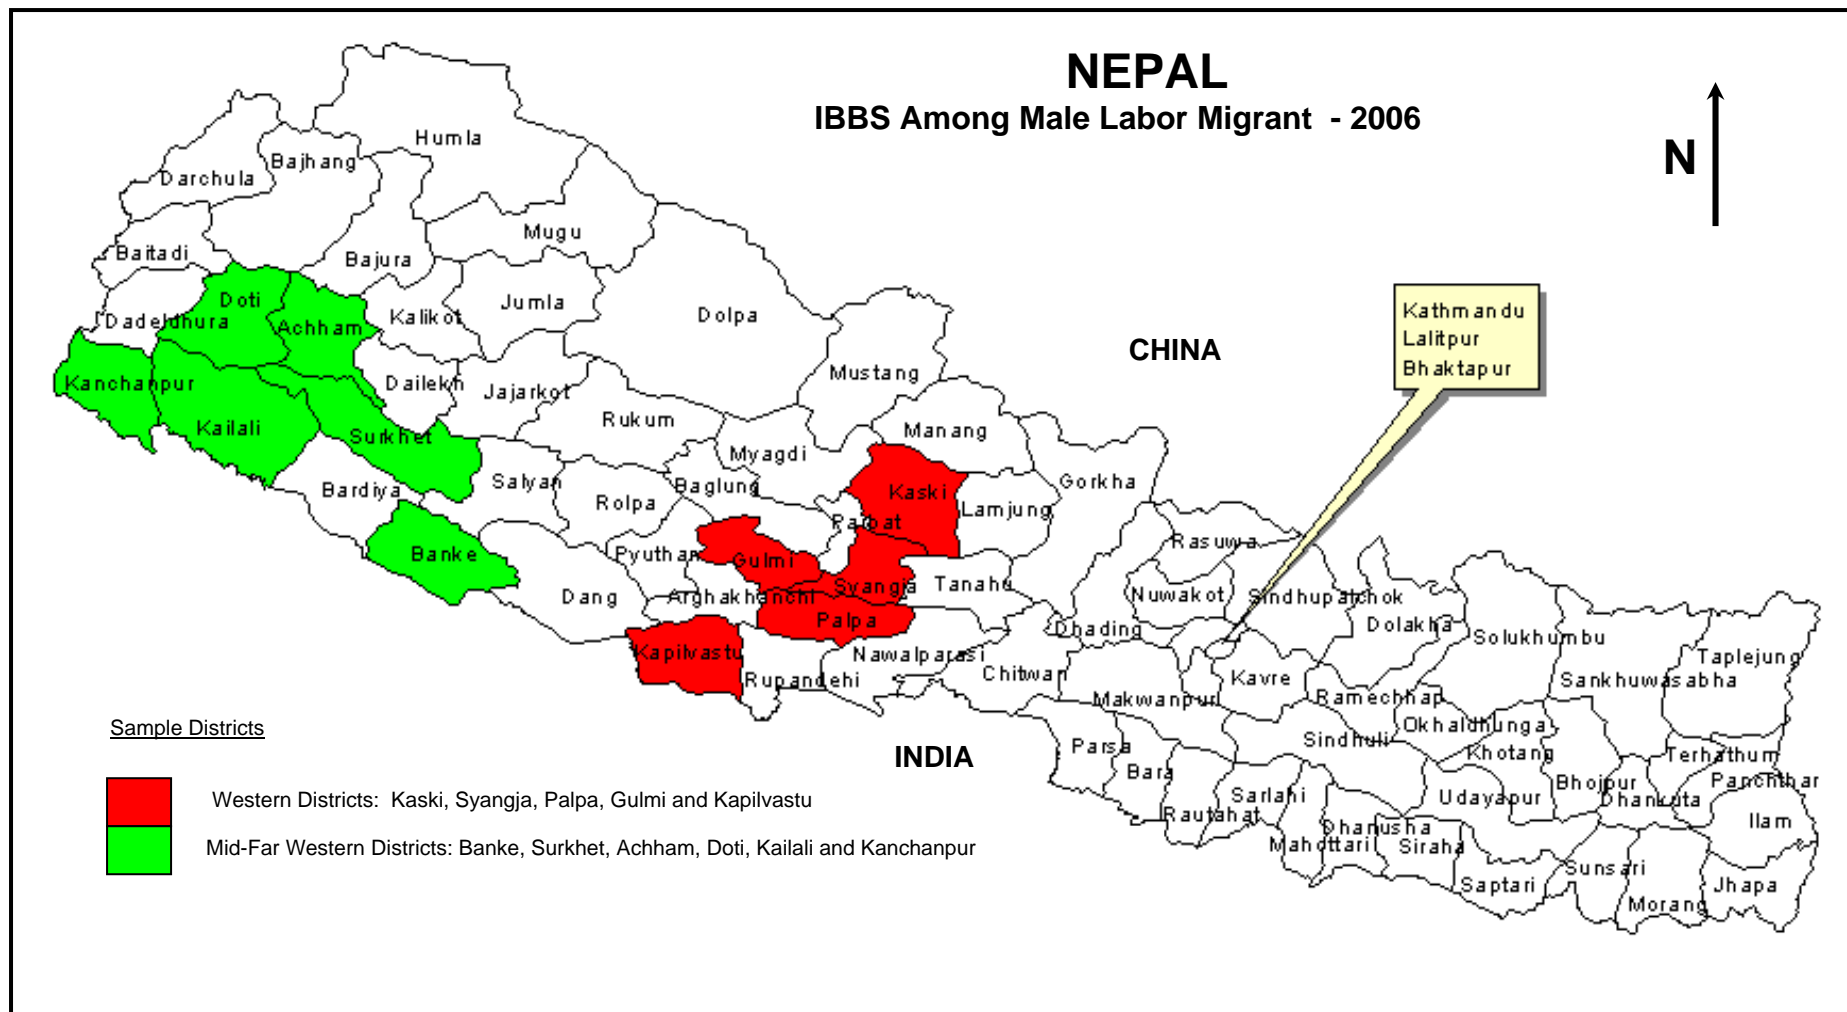 NEPAL
IBBS Among Male Labor Migrant - 2006
N
Humla
Bajhang
Darchula
Mugu
Baitadi
Bajura
Doti
Jumla
Kalikot
Dadeldhura
Achham
Dolpa
Kathmandu
Lalitpur
Bhaktapur
CHINA
Mustang
Kanchanpur
Dailekh
Jajarkot
Rukum
Kailali
Surkhet
Manang
Myagdi
Gorkha
Salyan
Bardiya
Baglung
Kaski
Rolpa
Lamjung
Parbat
Rasuwa
Banke
Pyuthan
Gulmi
Syangja
Tanahu
Dang
Arghakhanchi
Nuwakot
Sindhupalchok
Palpa
Dhading
Dolakha
Solukhumbu
Kapilvastu
Nawalparasi
Rupandehi
Chitwan
Kavre
Taplejung
Makwanpur
Ramechhap
Sankhuwasabha
Okhaldhunga
Sindhuli
Khotang
Parsa
INDIA
Bara
Terhathum
Bhojpur
Panchthar
Sarlahi
Udayapur
Dhankuta
Rautahat
Ilam
Dhanusha
Mahottari
Siraha
Saptari
Sunsari
Jhapa
Morang
Sample Districts
Western Districts: Kaski, Syangja, Palpa, Gulmi and Kapilvastu
Mid-Far Western Districts: Banke, Surkhet, Achham, Doti, Kailali and Kanchanpur